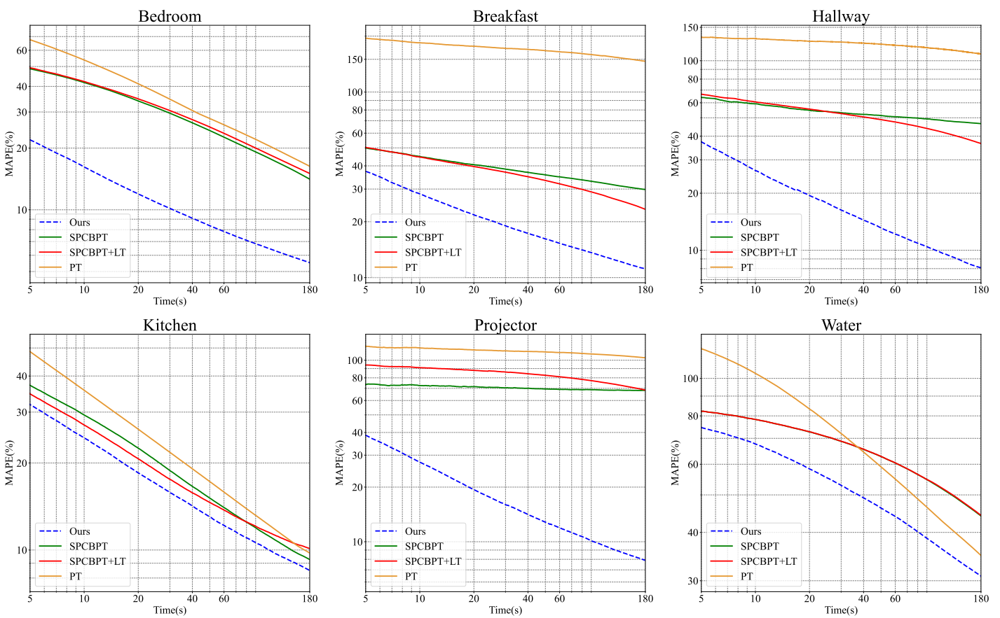 Bedroom
MAPE(%)
60
40
30
20
10
Ours
SPCBPT
SPCBPT+LT
PT
5 10 20 40 60 180
Time(s)
Breakfast
MAPE(%)
150
100
80
60
40
30
20
10
Ours
SPCBPT
SPCBPT+LT
PT
5 10 20 40 60 180
Time(s)
Hallway
MAPE(%)
150
100
80
60
40
30
20
10
Ours
SPCBPT
SPCBPT+LT
PT
5 10 20 40 60 180
Time(s)
Kitchen
MAPE(%)
40
30
20
10
Ours
SPCBPT
SPCBPT+LT
PT
5 10 20 40 60 180
Time(s)
Projector
MAPE(%)
100
80
60
40
30
20
10
Ours
SPCBPT
SPCBPT+LT
PT
5 10 20 40 60 180
Time(s)
Water
MAPE(%)
100
80
60
40
30
Ours
SPCBPT
SPCBPT+LT
PT
5 10 20 40 60 180
Time(s)